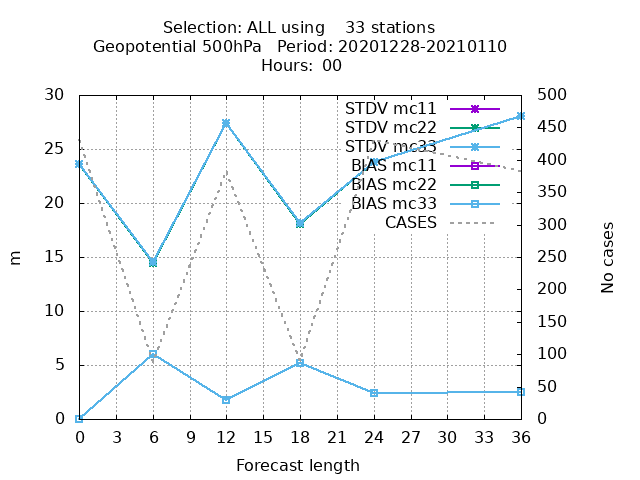 Selection: ALL using    33 stations
Geopotential 500hPa   Period: 20201228-20210110
Hours: 00
30 25 20 15 10 5 0
m
STDV mc11
STDV mc22
STDV mc33
BIAS mc11
BIAS mc22
BIAS mc33
CASES
500 450 400 350 300 250 200 150 100 50 0
No cases
0 3 6 9 12 15 18 21 24 27 30 33 36
Forecast length